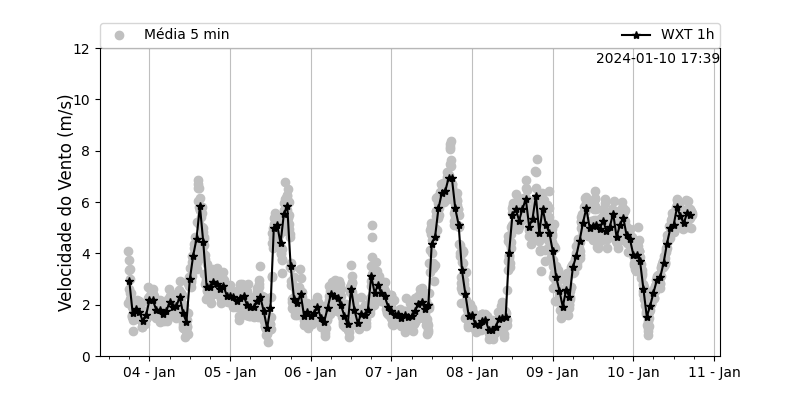 Média 5 min
WXT 1h
2024-01-10 17:39
Velocidade do Vento (m/s)
12
10
8
6
4
2
0
04 - Jan
05 - Jan
06 - Jan
07 - Jan
08 - Jan
09 - Jan
10 - Jan
11 - Jan